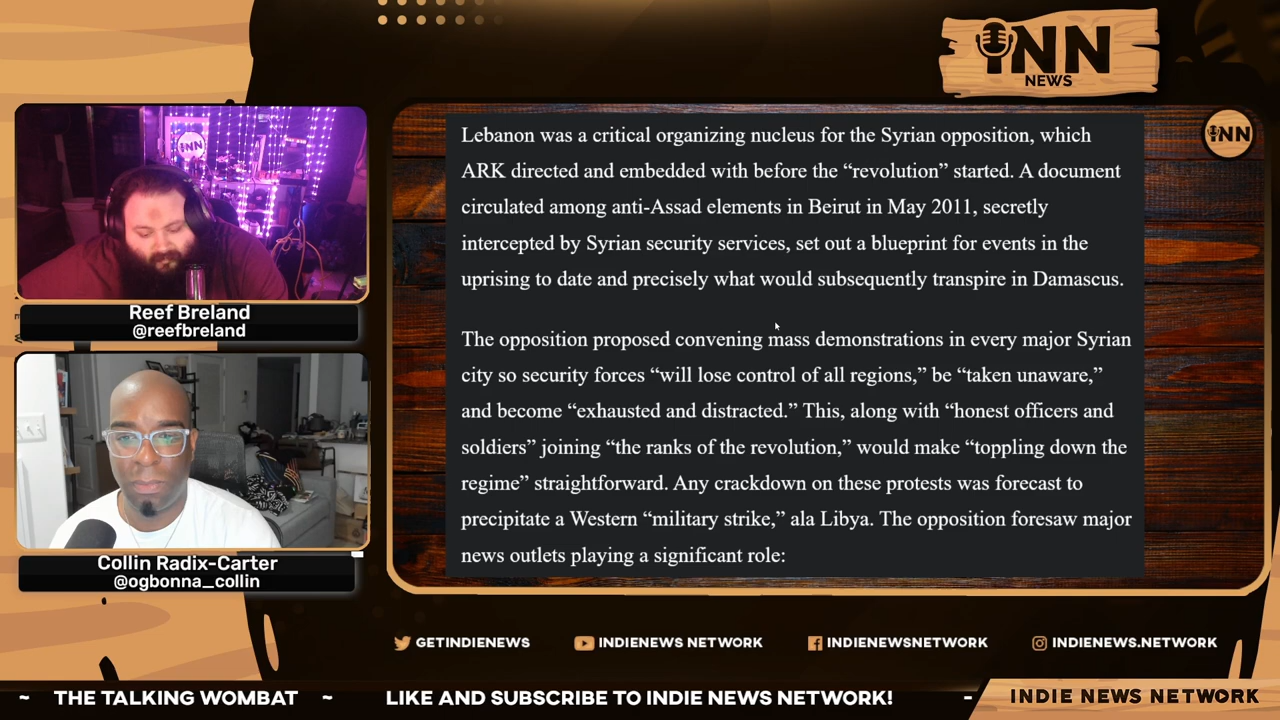 INN
NEWS
INN
INN
Lebanon was a critical organizing nucleus for the Syrian opposition, which
ARK directed and embedded with before the “revolution” started. A document
circulated among anti-Assad elements in Beirut in May 2011, secretly
intercepted by Syrian security services, set out a blueprint for events in the
uprising to date and precisely what would subsequently transpire in Damascus.
The opposition proposed convening mass demonstrations in every major Syrian
city so security forces “will lose control of all regions,” be “taken unaware,”
and become “exhausted and distracted.” This, along with “honest officers and
soldiers” joining “the ranks of the revolution,” would make “toppling down the
regime” straightforward. Any crackdown on these protests was forecast to
precipitate a Western “military strike,” ala Libya. The opposition foresaw major
news outlets playing a significant role:
Reef Breland
@reefbreland
Collin Radix-Carter
@ogbonna_collin
GETINDIENEWS
INDIENEWS NETWORK
INDIENEWSNETWORK
INDIENEWS.NETWORK
~ THE TALKING WOMBAT ~ LIKE AND SUBSCRIBE TO INDIE NEWS NETWORK! ~
INDIE NEWS NETWORK